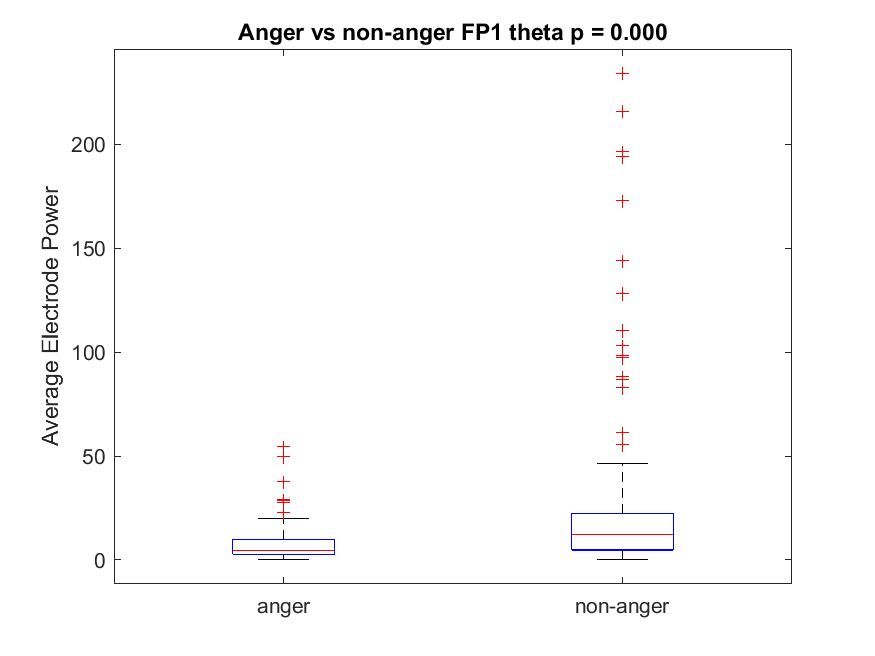 Anger vs non-anger FP1 theta p = 0.000
Average Electrode Power
200
150
100
50
0
anger
non-anger